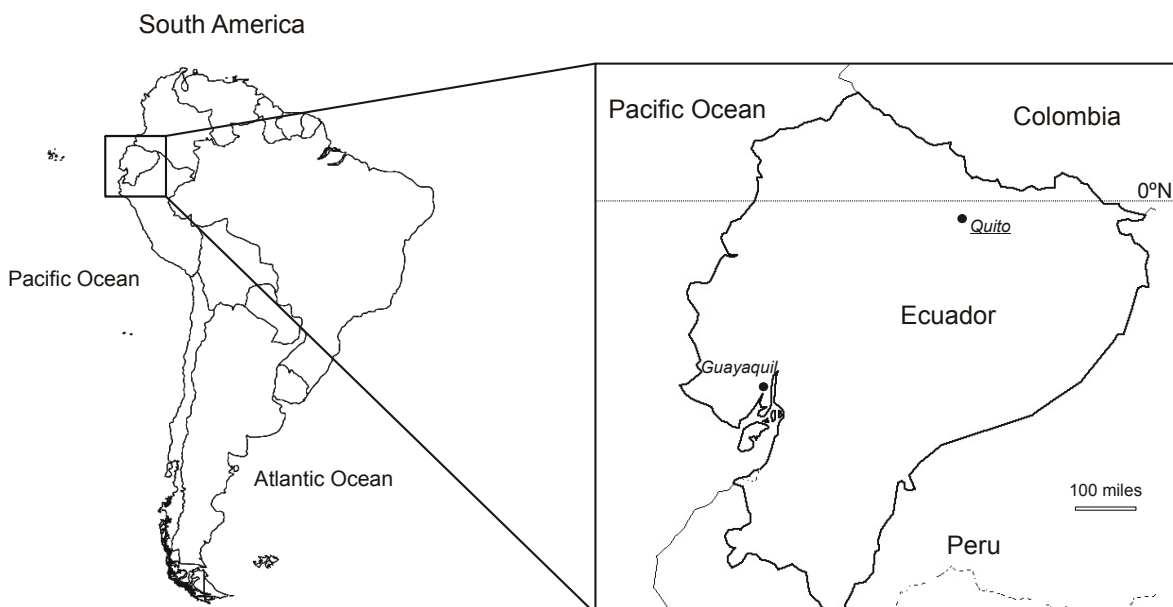 South America
Pacific Ocean
Atlantic Ocean
Pacific Ocean
Colombia
0ºN
Quito
Ecuador
Guayaquil
100 miles
Peru